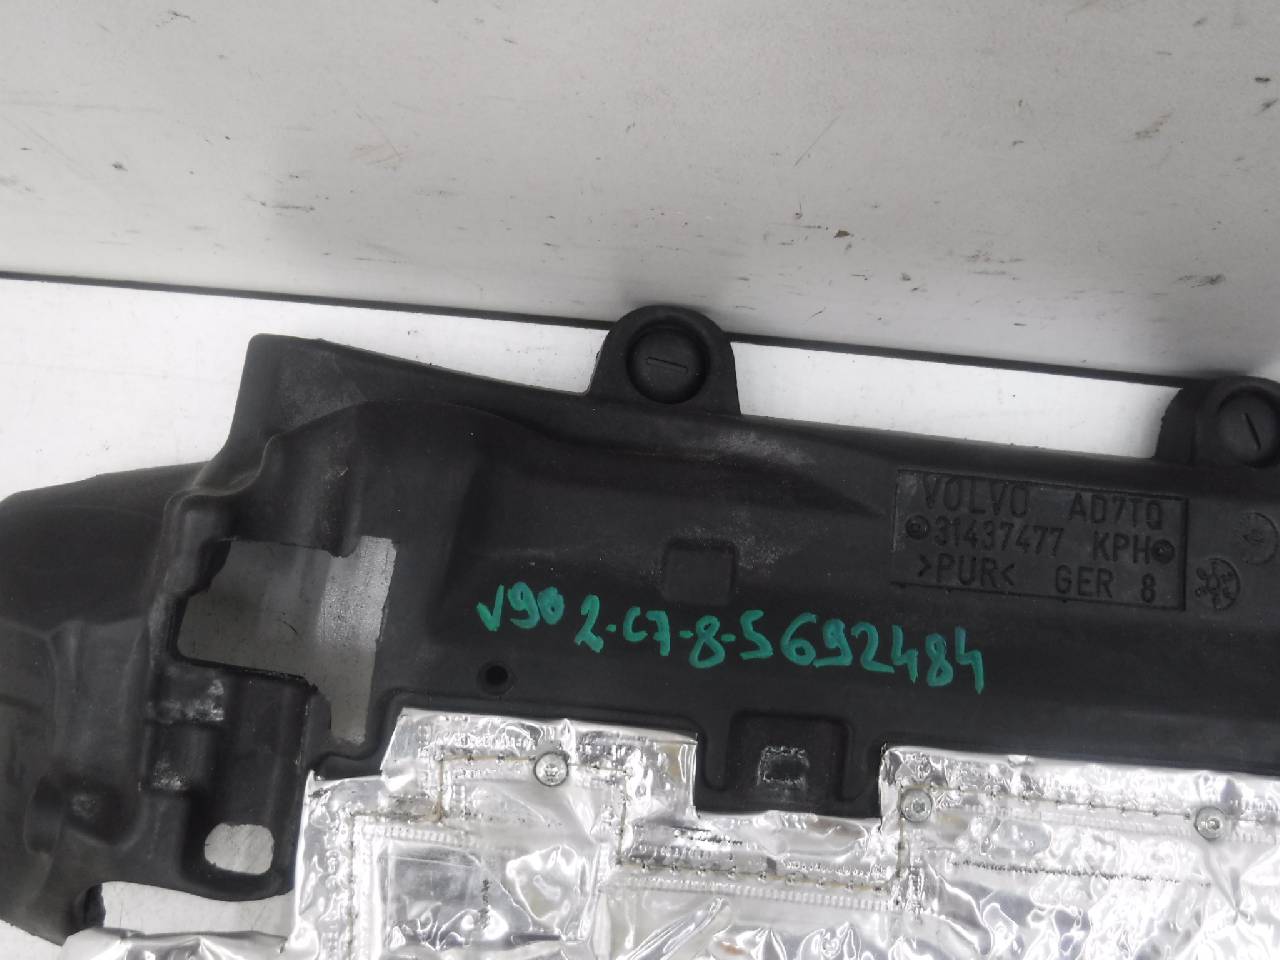 VOLVO AD7TQ
31437477 KPH
>PUR< GER 8
V90 2-C7-8-5692484